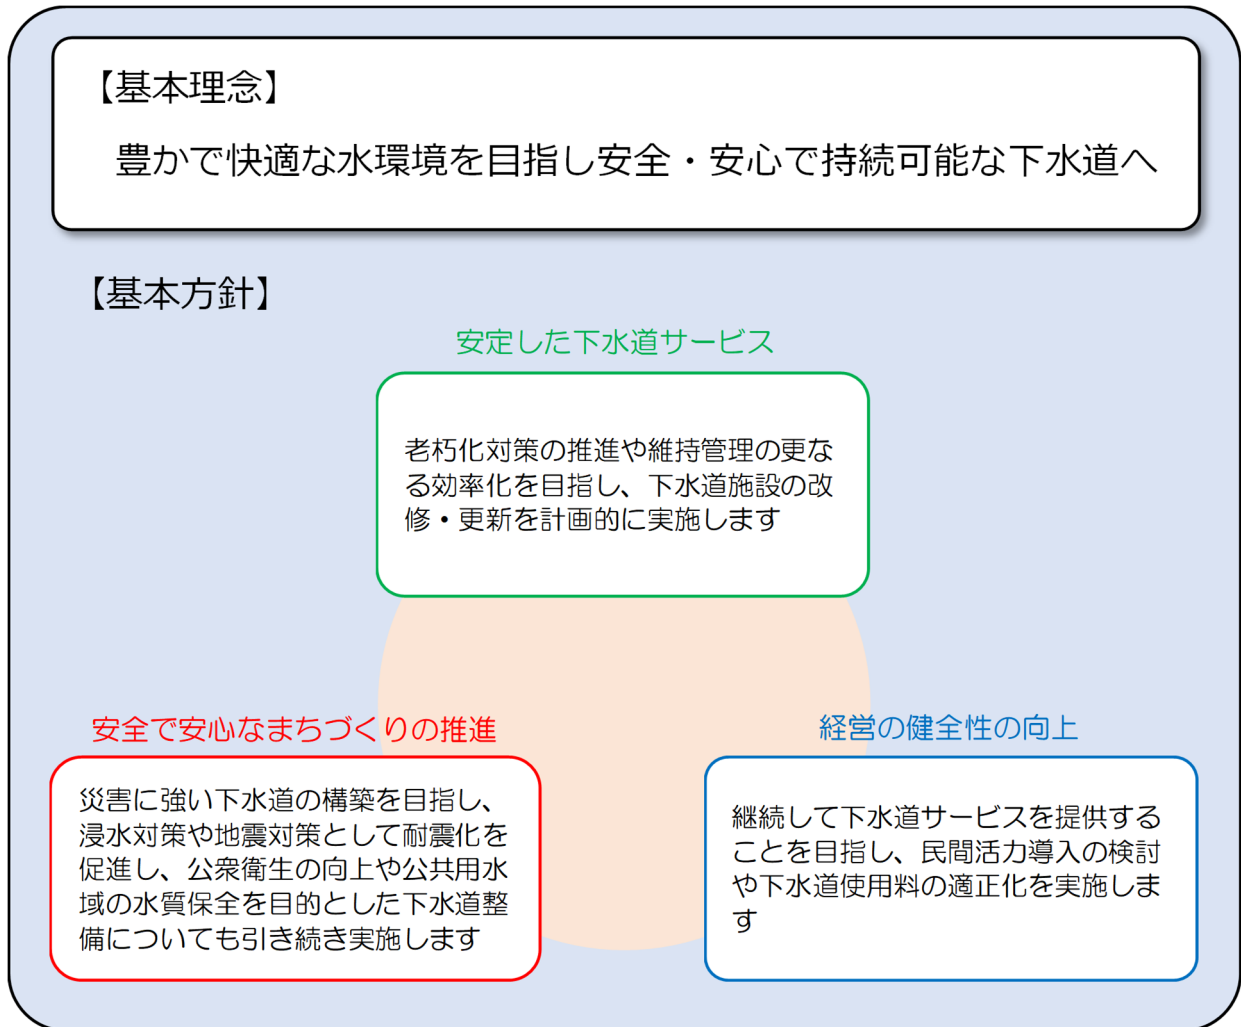 【基本理念】
豊かで快適な水環境を目指し安全・安心で持続可能な下水道へ
【基本方針】
安定した下水道サービス
老朽化対策の推進や維持管理の更な
る効率化を目指し、下水道施設の改
修・更新を計画的に実施します
安全で安心なまちづくりの推進
災害に強い下水道の構築を目指し、
浸水対策や地震対策として耐震化を
促進し、公衆衛生の向上や公共用水
域の水質保全を目的とした下水道整
備についても引き続き実施します
経営の健全性の向上
継続して下水道サービスを提供する
ことを目指し、民間活力導入の検討
や下水道使用料の適正化を実施しま
す